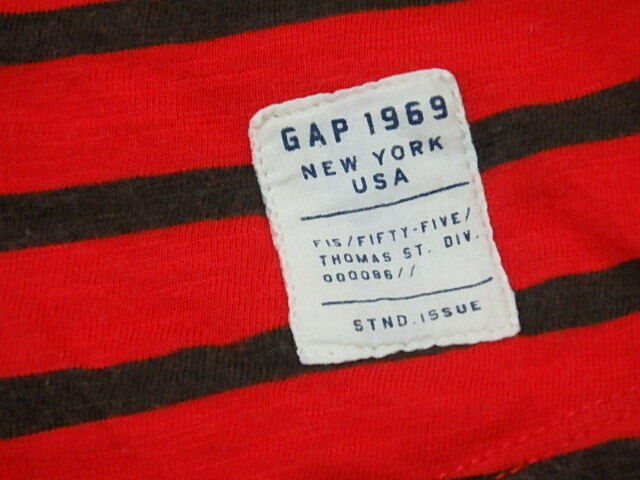 GAP 1969
NEW YORK
USA
FIS/FIFTY-FIVE/
THOMAS ST. DIV.
000086//
STND. ISSUE